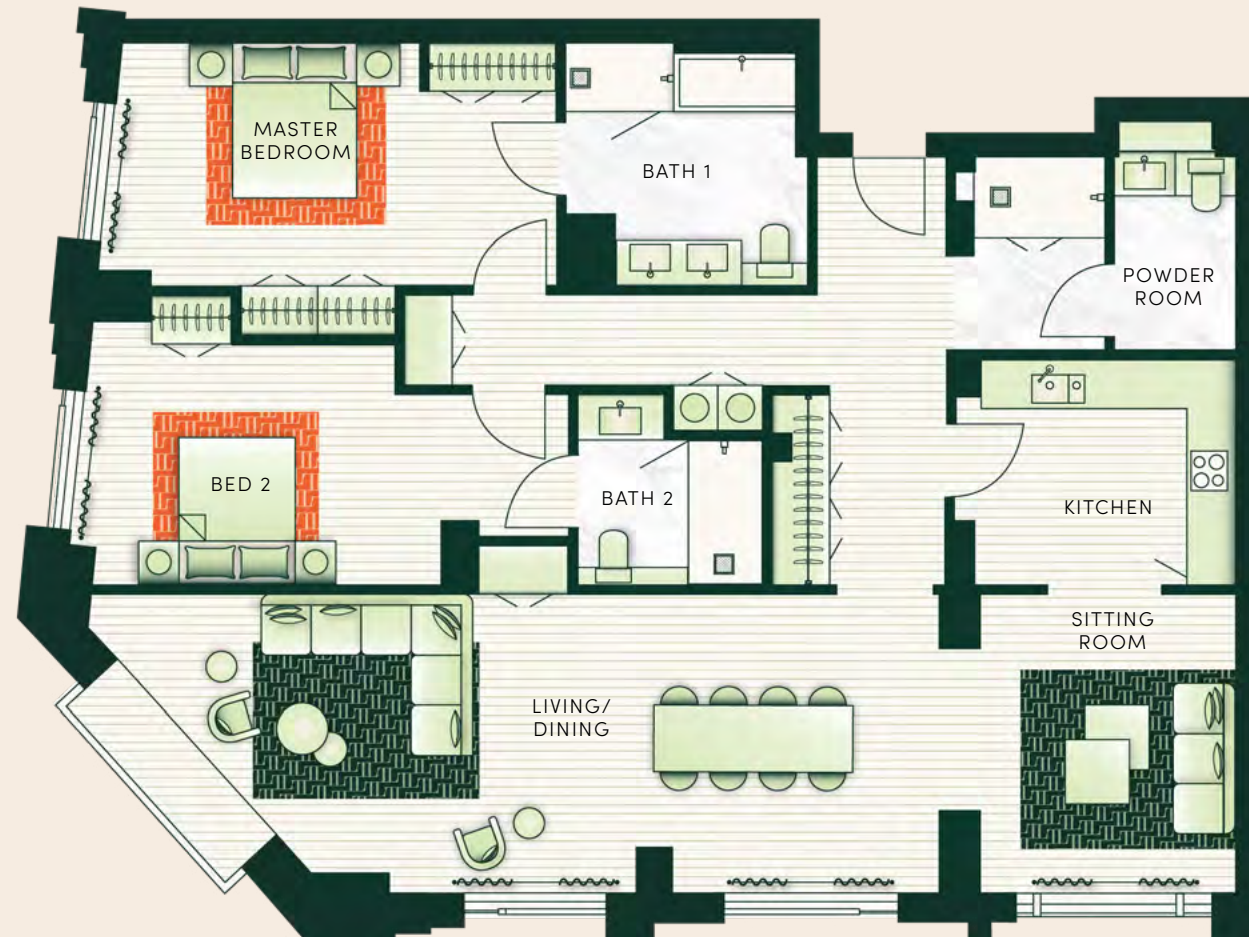 MASTER
BEDROOM
BATH 1
POWDER
ROOM
BED 2
BATH 2
KITCHEN
SITTING
ROOM
LIVING/
DINING